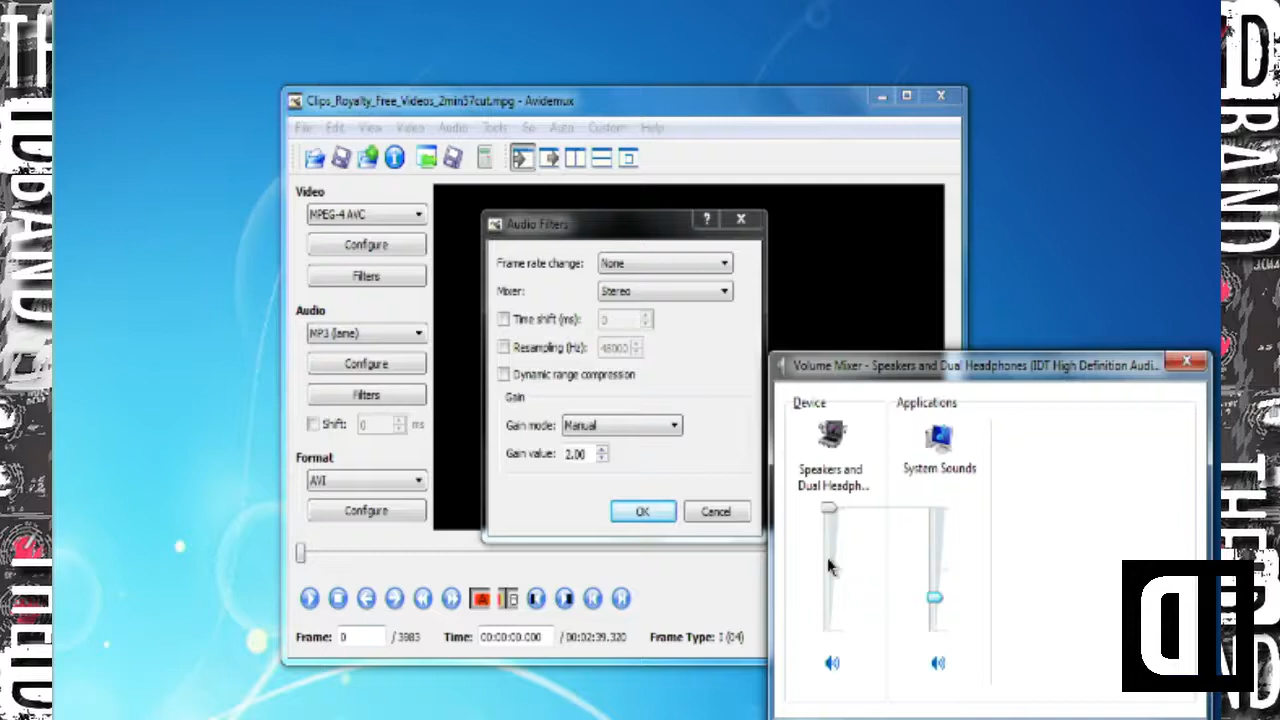 Clips_Royalty_Free_Videos_2min57cut.mpg - Avidemux
File Edit View Video Audio Tools Go Auto Custom Help
Video
MPEG-4 AVC
Configure
Filters
Audio
MP3 (lame)
Configure
Filters
Shift: 0 ms
Format
AVI
Configure
Audio Filters
Frame rate change: None
Mixer: Stereo
Time shift (ms): 0
Resampling (Hz): 48000
Dynamic range compression
Gain
Gain mode: Manual
Gain value: 2.00
OK Cancel
Frame: 0 / 3983 Time: 00:00:00.000 / 00:02:39.320 Frame Type: I (04)
Volume Mixer - Speakers and Dual Headphones (IDT High Definition Audi...
Device
Applications
Speakers and
Dual Headph...
System Sounds